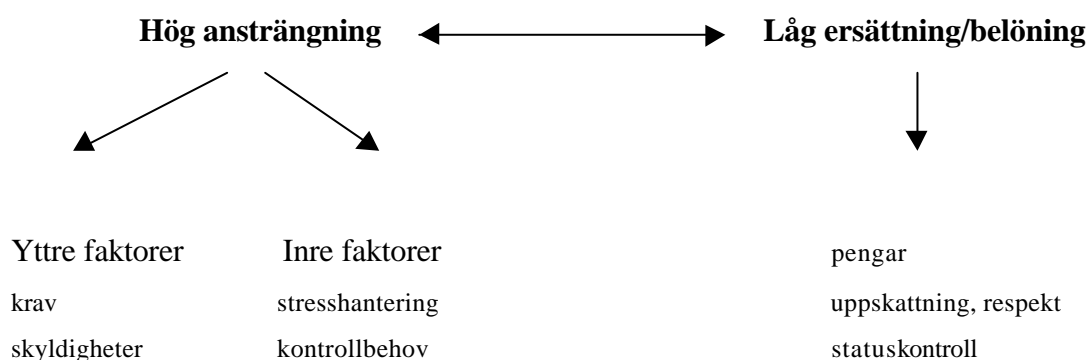 Hög ansträngning Låg ersättning/belöning
Yttre faktorer Inre faktorer pengar
krav stresshantering uppskattning, respekt
skyldigheter kontrollbehov statuskontroll